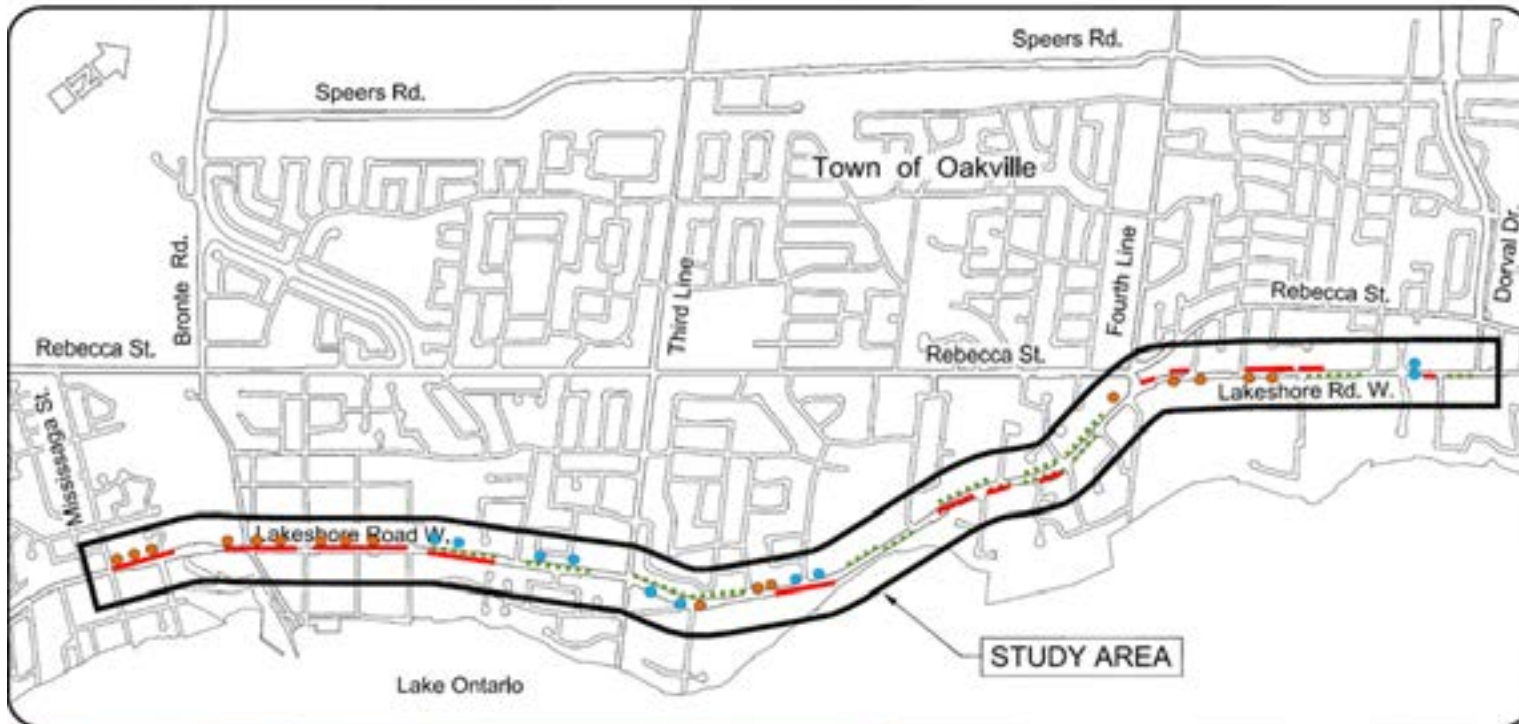 Speers Rd.
Speers Rd.
N
Town of Oakville
Bronte Rd.
Third Line
Fourth Line
Dorval Dr.
Rebecca St.
Rebecca St.
Rebecca St.
Mississaga St.
Lakeshore Rd. W.
Lakeshore Road W.
STUDY AREA
Lake Ontario